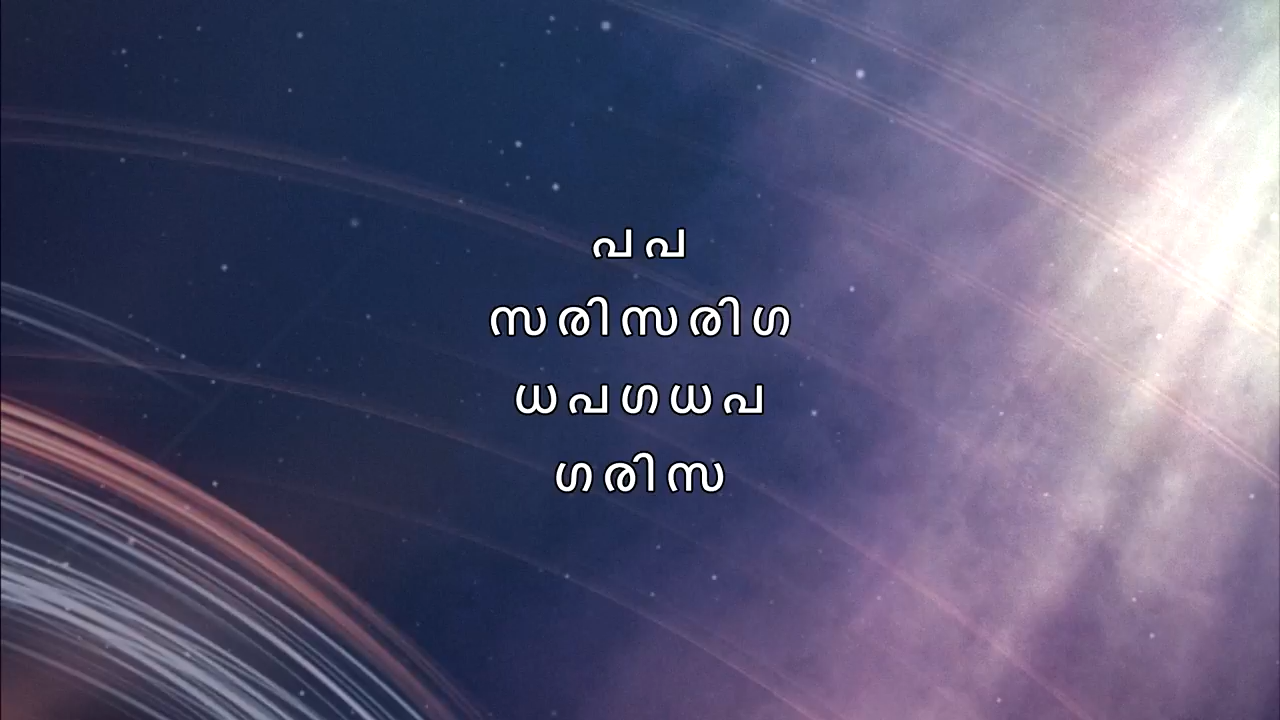 പ പ
സ രി സ രി ഗ
ധ പ ഗ ധ പ
ഗ രി സ